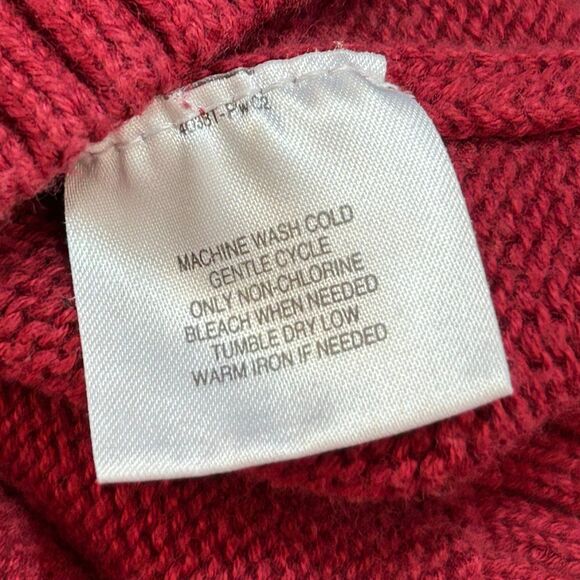 MACHINE WASH COLD
GENTLE CYCLE
ONLY NON-CHLORINE
BLEACH WHEN NEEDED
TUMBLE DRY LOW
WARM IRON IF NEEDED